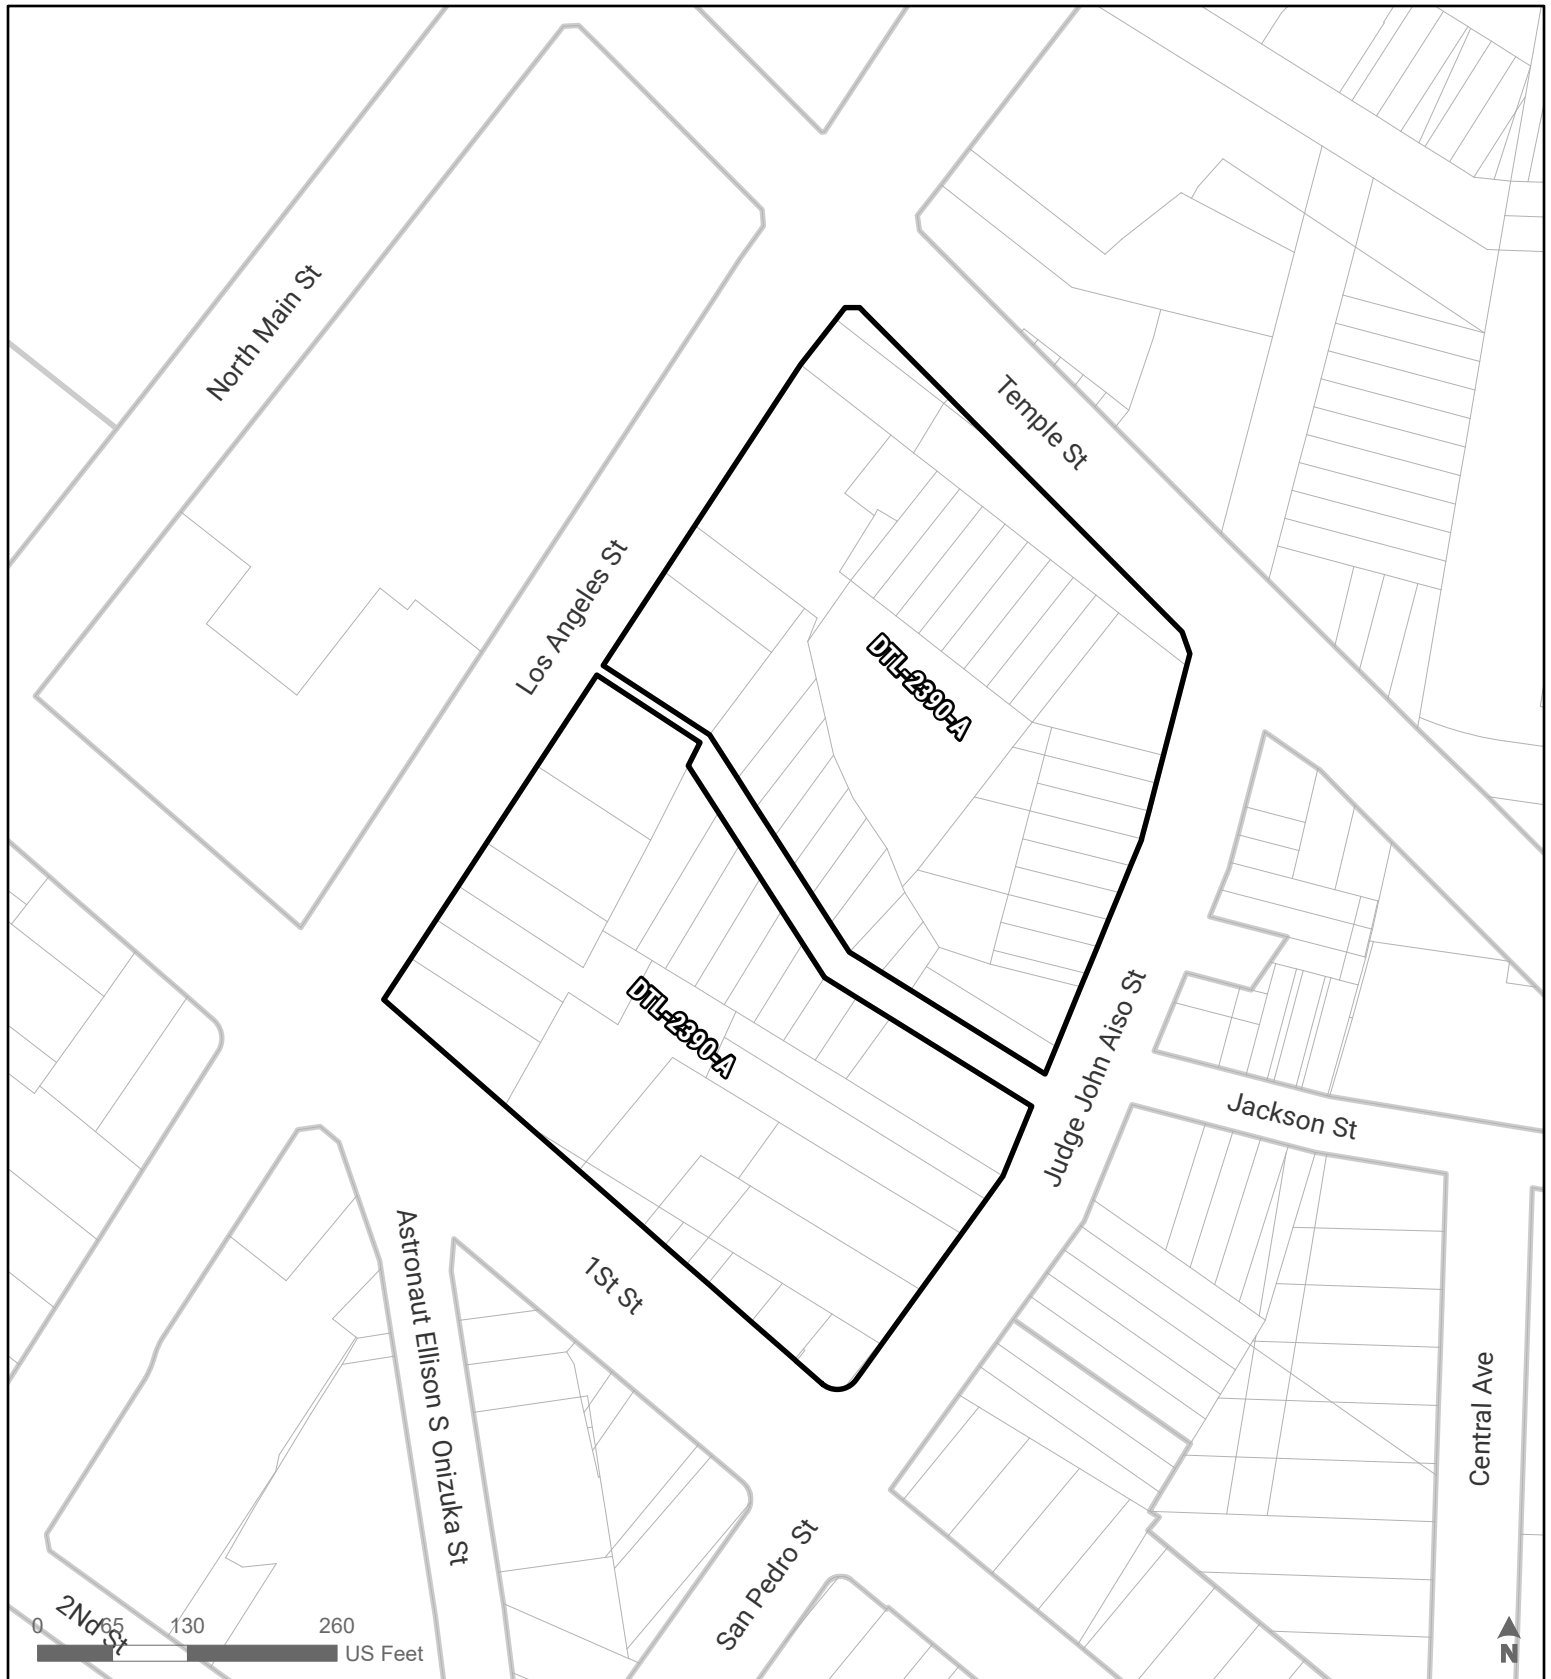 North Main St
Temple St
Los Angeles St
DTL-2390-A
DTL-2390-A
Judge John Aiso St
Jackson St
Astronaut Ellison S Onizuka St
1St St
Central Ave
San Pedro St
2Nd St
0 65 130 260
US Feet
N